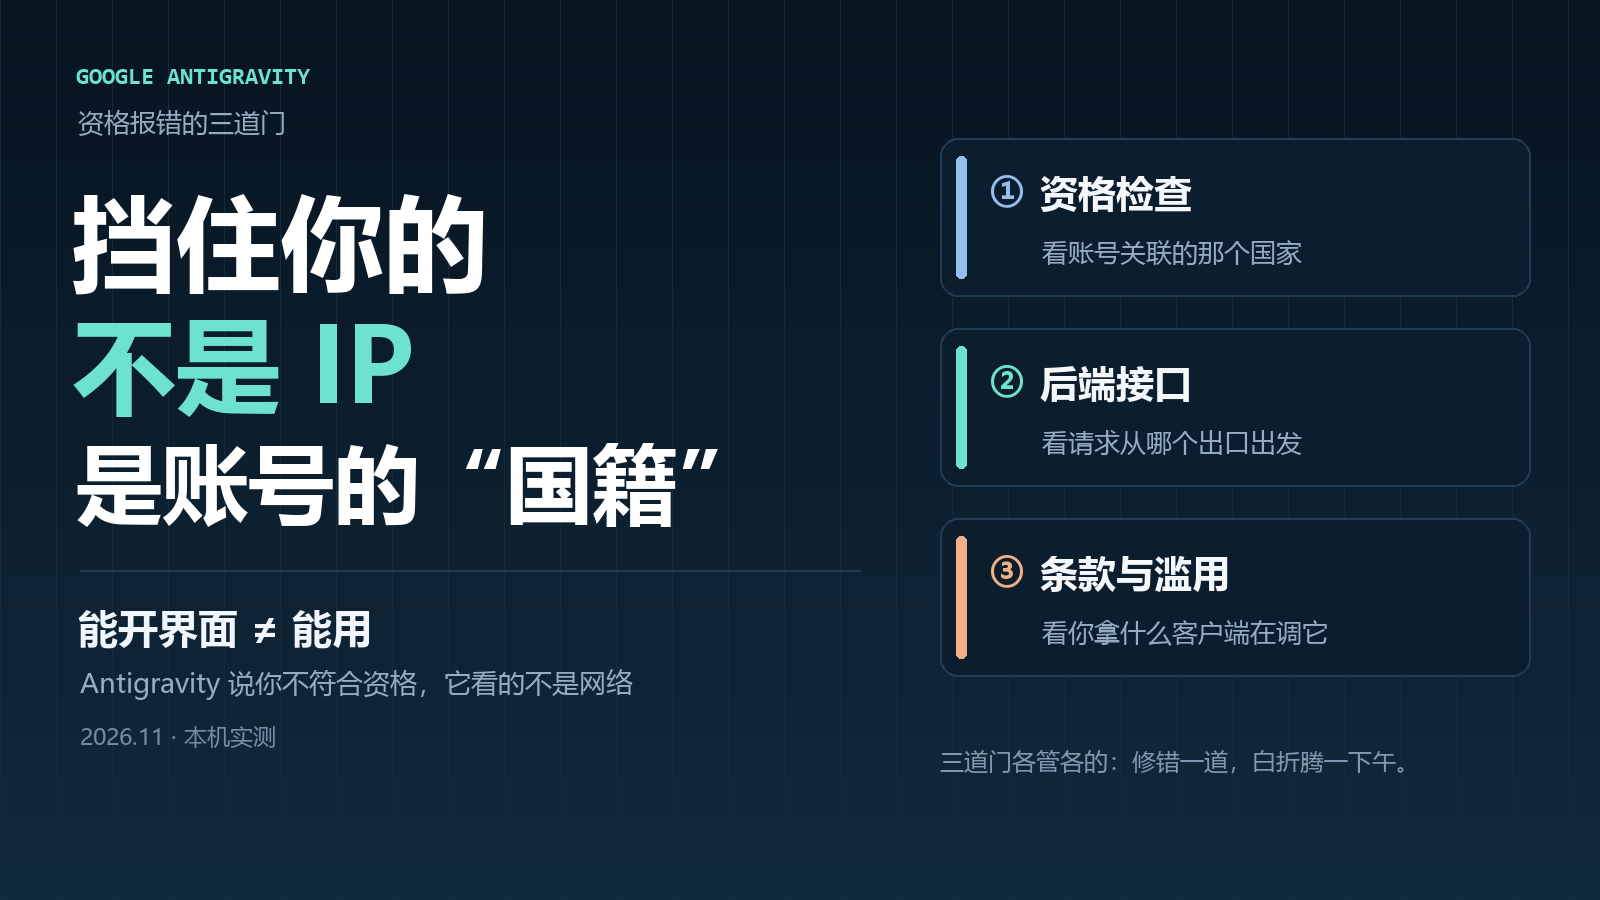 GOOGLE ANTIGRAVITY
资格报错的三道门
挡住你的
不是 IP
是账号的“国籍”
能开界面 ≠ 能用
Antigravity 说你不符合资格，它看的不是网络
2026.11 · 本机实测
① 资格检查
看账号关联的那个国家
② 后端接口
看请求从哪个出口出发
③ 条款与滥用
看你拿什么客户端在调它
三道门各管各的：修错一道，白折腾一下午。